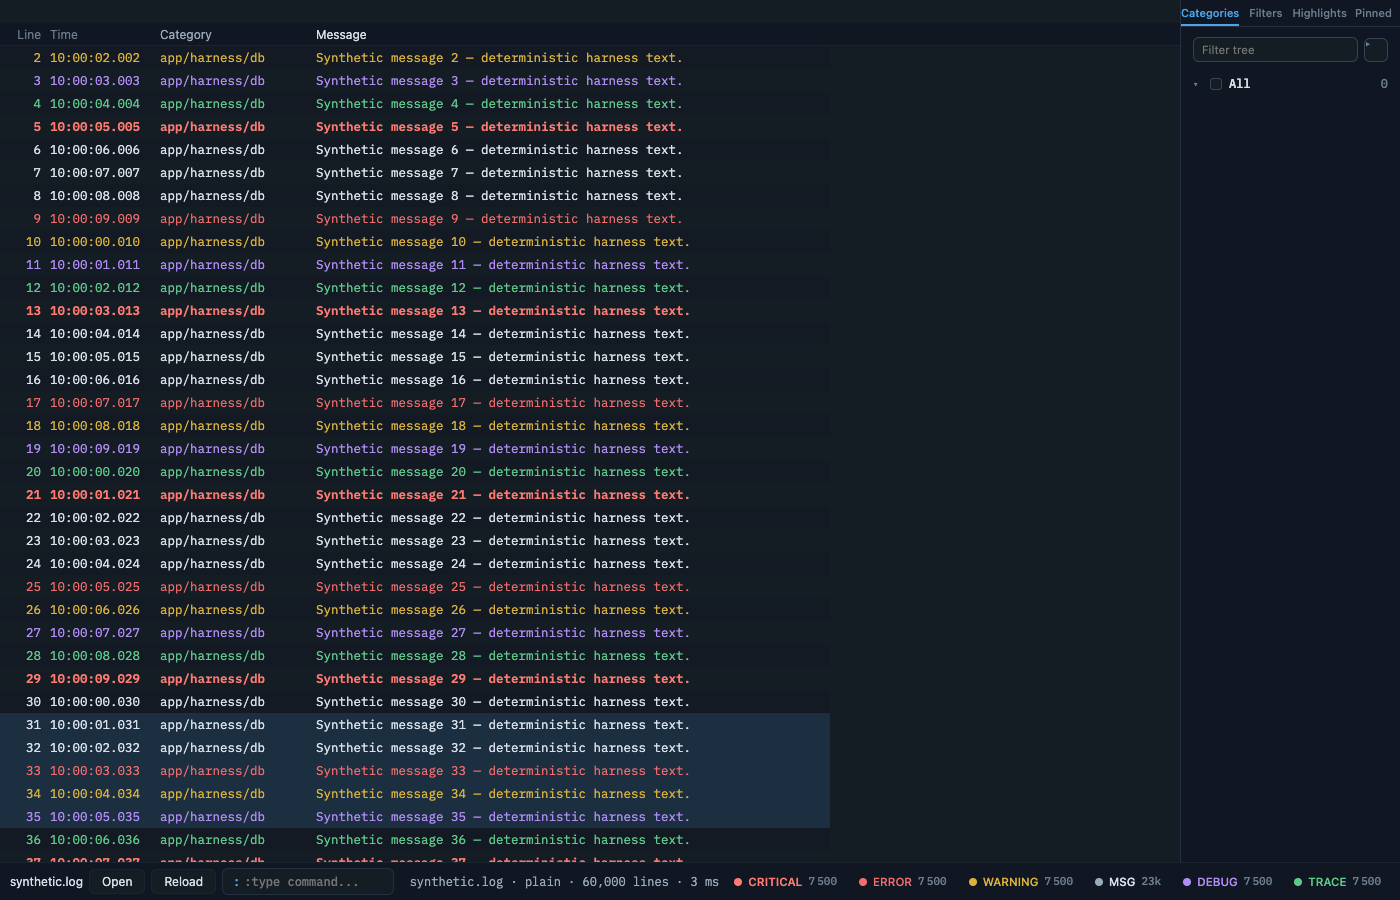 Categories Filters Highlights Pinned
Line Time Category Message
Filter tree
All 0
2 10:00:02.002 app/harness/db Synthetic message 2 — deterministic harness text.
3 10:00:03.003 app/harness/db Synthetic message 3 — deterministic harness text.
4 10:00:04.004 app/harness/db Synthetic message 4 — deterministic harness text.
5 10:00:05.005 app/harness/db Synthetic message 5 — deterministic harness text.
6 10:00:06.006 app/harness/db Synthetic message 6 — deterministic harness text.
7 10:00:07.007 app/harness/db Synthetic message 7 — deterministic harness text.
8 10:00:08.008 app/harness/db Synthetic message 8 — deterministic harness text.
9 10:00:09.009 app/harness/db Synthetic message 9 — deterministic harness text.
10 10:00:00.010 app/harness/db Synthetic message 10 — deterministic harness text.
11 10:00:01.011 app/harness/db Synthetic message 11 — deterministic harness text.
12 10:00:02.012 app/harness/db Synthetic message 12 — deterministic harness text.
13 10:00:03.013 app/harness/db Synthetic message 13 — deterministic harness text.
14 10:00:04.014 app/harness/db Synthetic message 14 — deterministic harness text.
15 10:00:05.015 app/harness/db Synthetic message 15 — deterministic harness text.
16 10:00:06.016 app/harness/db Synthetic message 16 — deterministic harness text.
17 10:00:07.017 app/harness/db Synthetic message 17 — deterministic harness text.
18 10:00:08.018 app/harness/db Synthetic message 18 — deterministic harness text.
19 10:00:09.019 app/harness/db Synthetic message 19 — deterministic harness text.
20 10:00:00.020 app/harness/db Synthetic message 20 — deterministic harness text.
21 10:00:01.021 app/harness/db Synthetic message 21 — deterministic harness text.
22 10:00:02.022 app/harness/db Synthetic message 22 — deterministic harness text.
23 10:00:03.023 app/harness/db Synthetic message 23 — deterministic harness text.
24 10:00:04.024 app/harness/db Synthetic message 24 — deterministic harness text.
25 10:00:05.025 app/harness/db Synthetic message 25 — deterministic harness text.
26 10:00:06.026 app/harness/db Synthetic message 26 — deterministic harness text.
27 10:00:07.027 app/harness/db Synthetic message 27 — deterministic harness text.
28 10:00:08.028 app/harness/db Synthetic message 28 — deterministic harness text.
29 10:00:09.029 app/harness/db Synthetic message 29 — deterministic harness text.
30 10:00:00.030 app/harness/db Synthetic message 30 — deterministic harness text.
31 10:00:01.031 app/harness/db Synthetic message 31 — deterministic harness text.
32 10:00:02.032 app/harness/db Synthetic message 32 — deterministic harness text.
33 10:00:03.033 app/harness/db Synthetic message 33 — deterministic harness text.
34 10:00:04.034 app/harness/db Synthetic message 34 — deterministic harness text.
35 10:00:05.035 app/harness/db Synthetic message 35 — deterministic harness text.
36 10:00:06.036 app/harness/db Synthetic message 36 — deterministic harness text.
37 10:00:07.037 app/harness/db Synthetic message 37 — deterministic harness text.
synthetic.log Open Reload : :type command... synthetic.log · plain · 60,000 lines · 3 ms CRITICAL 7 500 ERROR 7 500 WARNING 7 500 MSG 23k DEBUG 7 500 TRACE 7 500